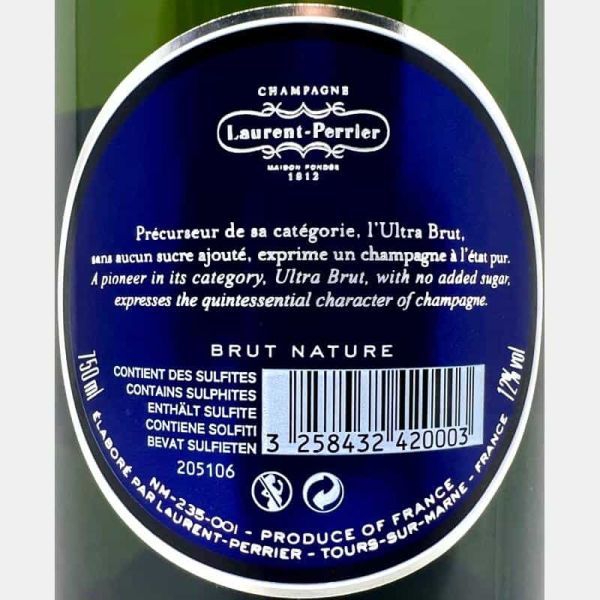 CHAMPAGNE
Laurent-Perrier
MAISON FONDÉE
1812
Précurseur de sa catégorie, l'Ultra Brut,
sans aucun sucre ajouté, exprime un champagne à l'état pur.
A pioneer in its category, Ultra Brut, with no added sugar,
expresses the quintessential character of champagne.
BRUT NATURE
750 ml
CONTIENT DES SULFITES
CONTAINS SULPHITES
ENTHÄLT SULFITE
CONTIENE SOLFITI
BEVAT SULFIETEN
205106
3 258432 420003
12% vol
NM-235-001 - PRODUCE OF FRANCE
ÉLABORÉ PAR LAURENT-PERRIER - TOURS-SUR-MARNE - FRANCE